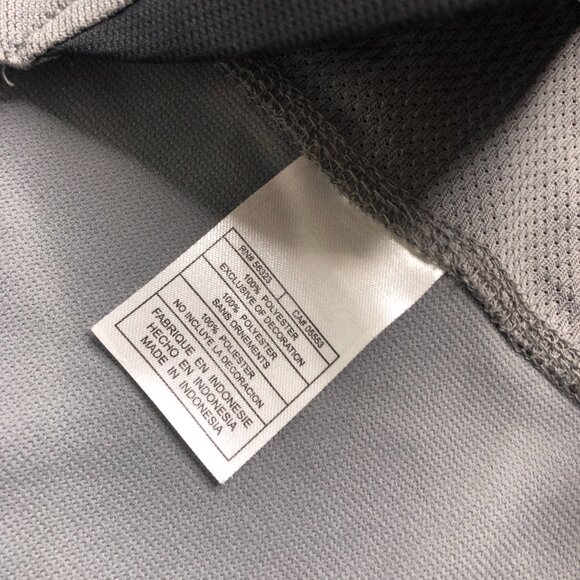 RN# 56323 CA# 05553
100% POLYESTER
EXCLUSIVE OF DECORATION
100% POLYESTER
SANS ORNEMENTS
100% POLIESTER
NO INCLUYE LA DECORACION
FABRIQUE EN INDONESIE
HECHO EN INDONESIA
MADE IN INDONESIA